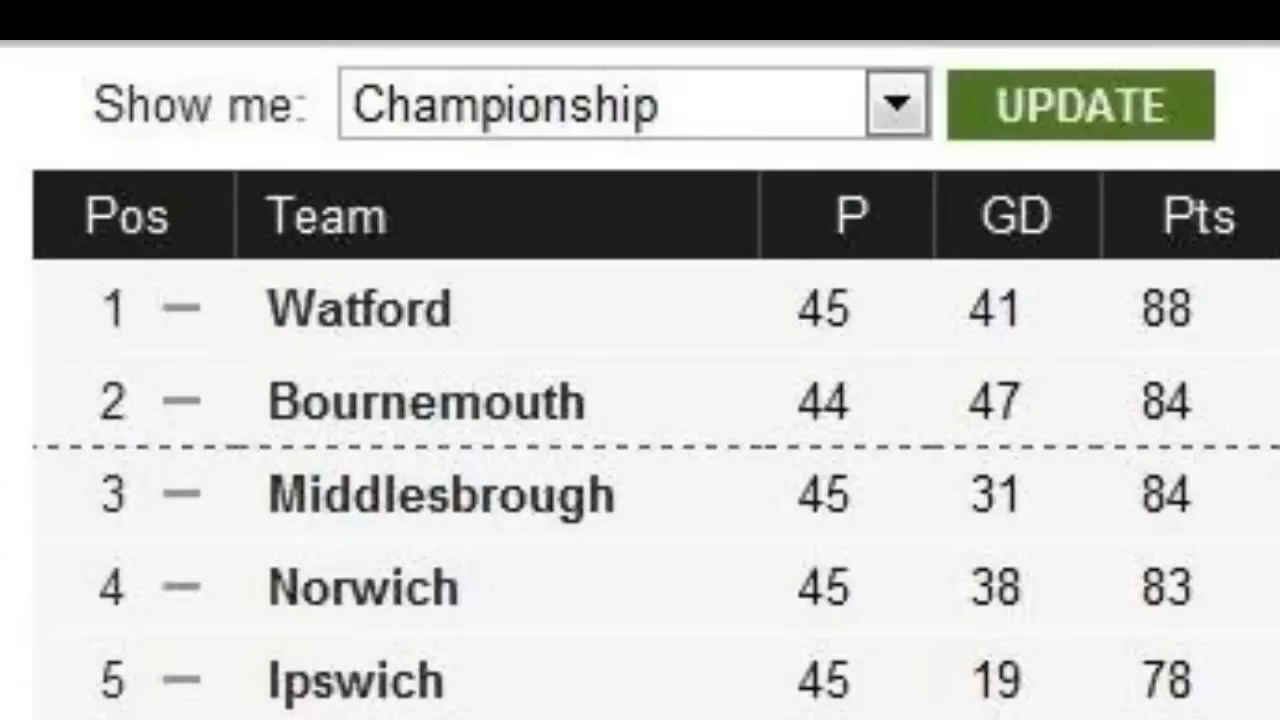 Show me: Championship UPDATE
Pos Team P GD Pts
1 Watford 45 41 88
2 Bournemouth 44 47 84
3 Middlesbrough 45 31 84
4 Norwich 45 38 83
5 Ipswich 45 19 78